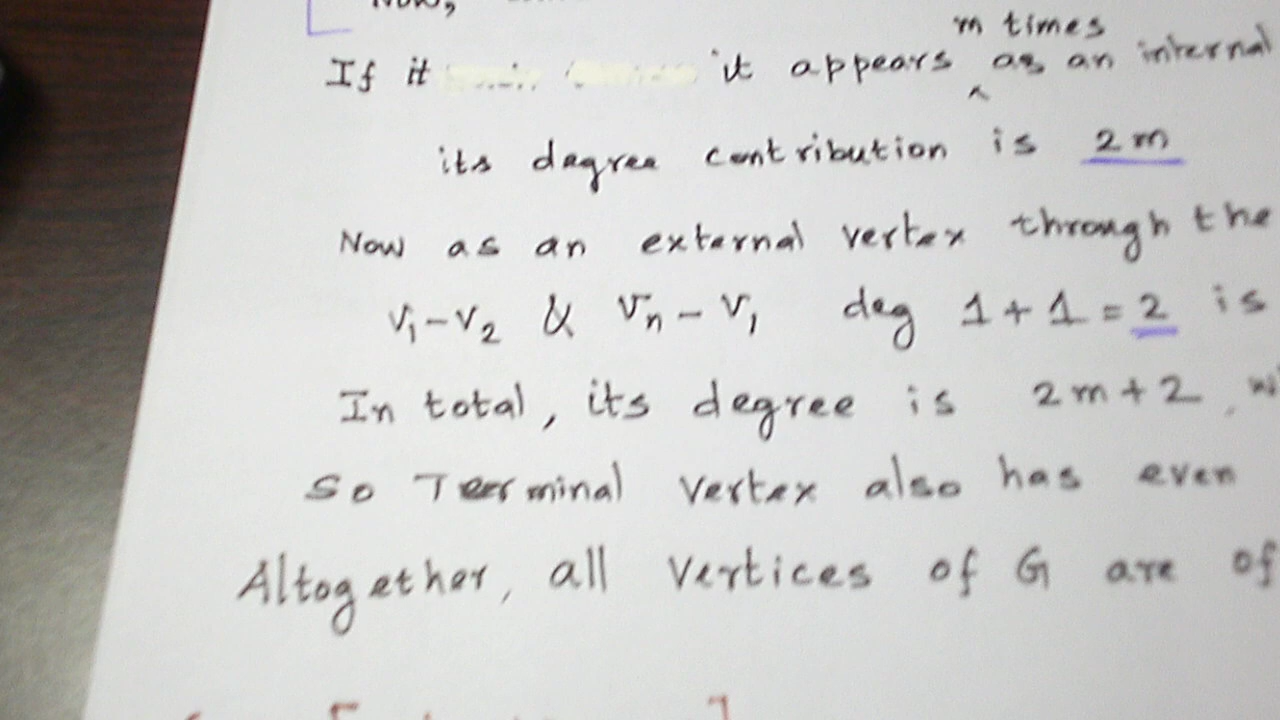 Now,
m times
If it it appears ^ as an internal
its degree contribution is 2m
Now as an external vertex through the
V₁-V₂ & Vn - V₁ deg 1+1=2 is
In total, its degree is 2m+2, wi
So Terminal vertex also has even
Altogether, all vertices of G are of